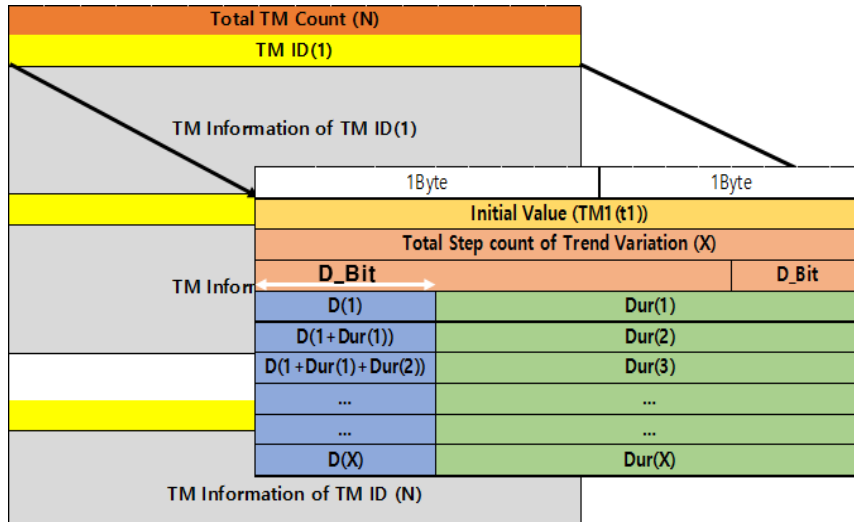 Total TM Count (N)
TM ID(1)
TM Information of TM ID(1)
1Byte 1Byte
Initial Value (TM1(t1))
Total Step count of Trend Variation (X)
TM Infor
D_Bit D_Bit
D(1) Dur(1)
D(1+Dur(1)) Dur(2)
D(1+Dur(1)+Dur(2)) Dur(3)
... ...
... ...
D(X) Dur(X)
TM Information of TM ID (N)